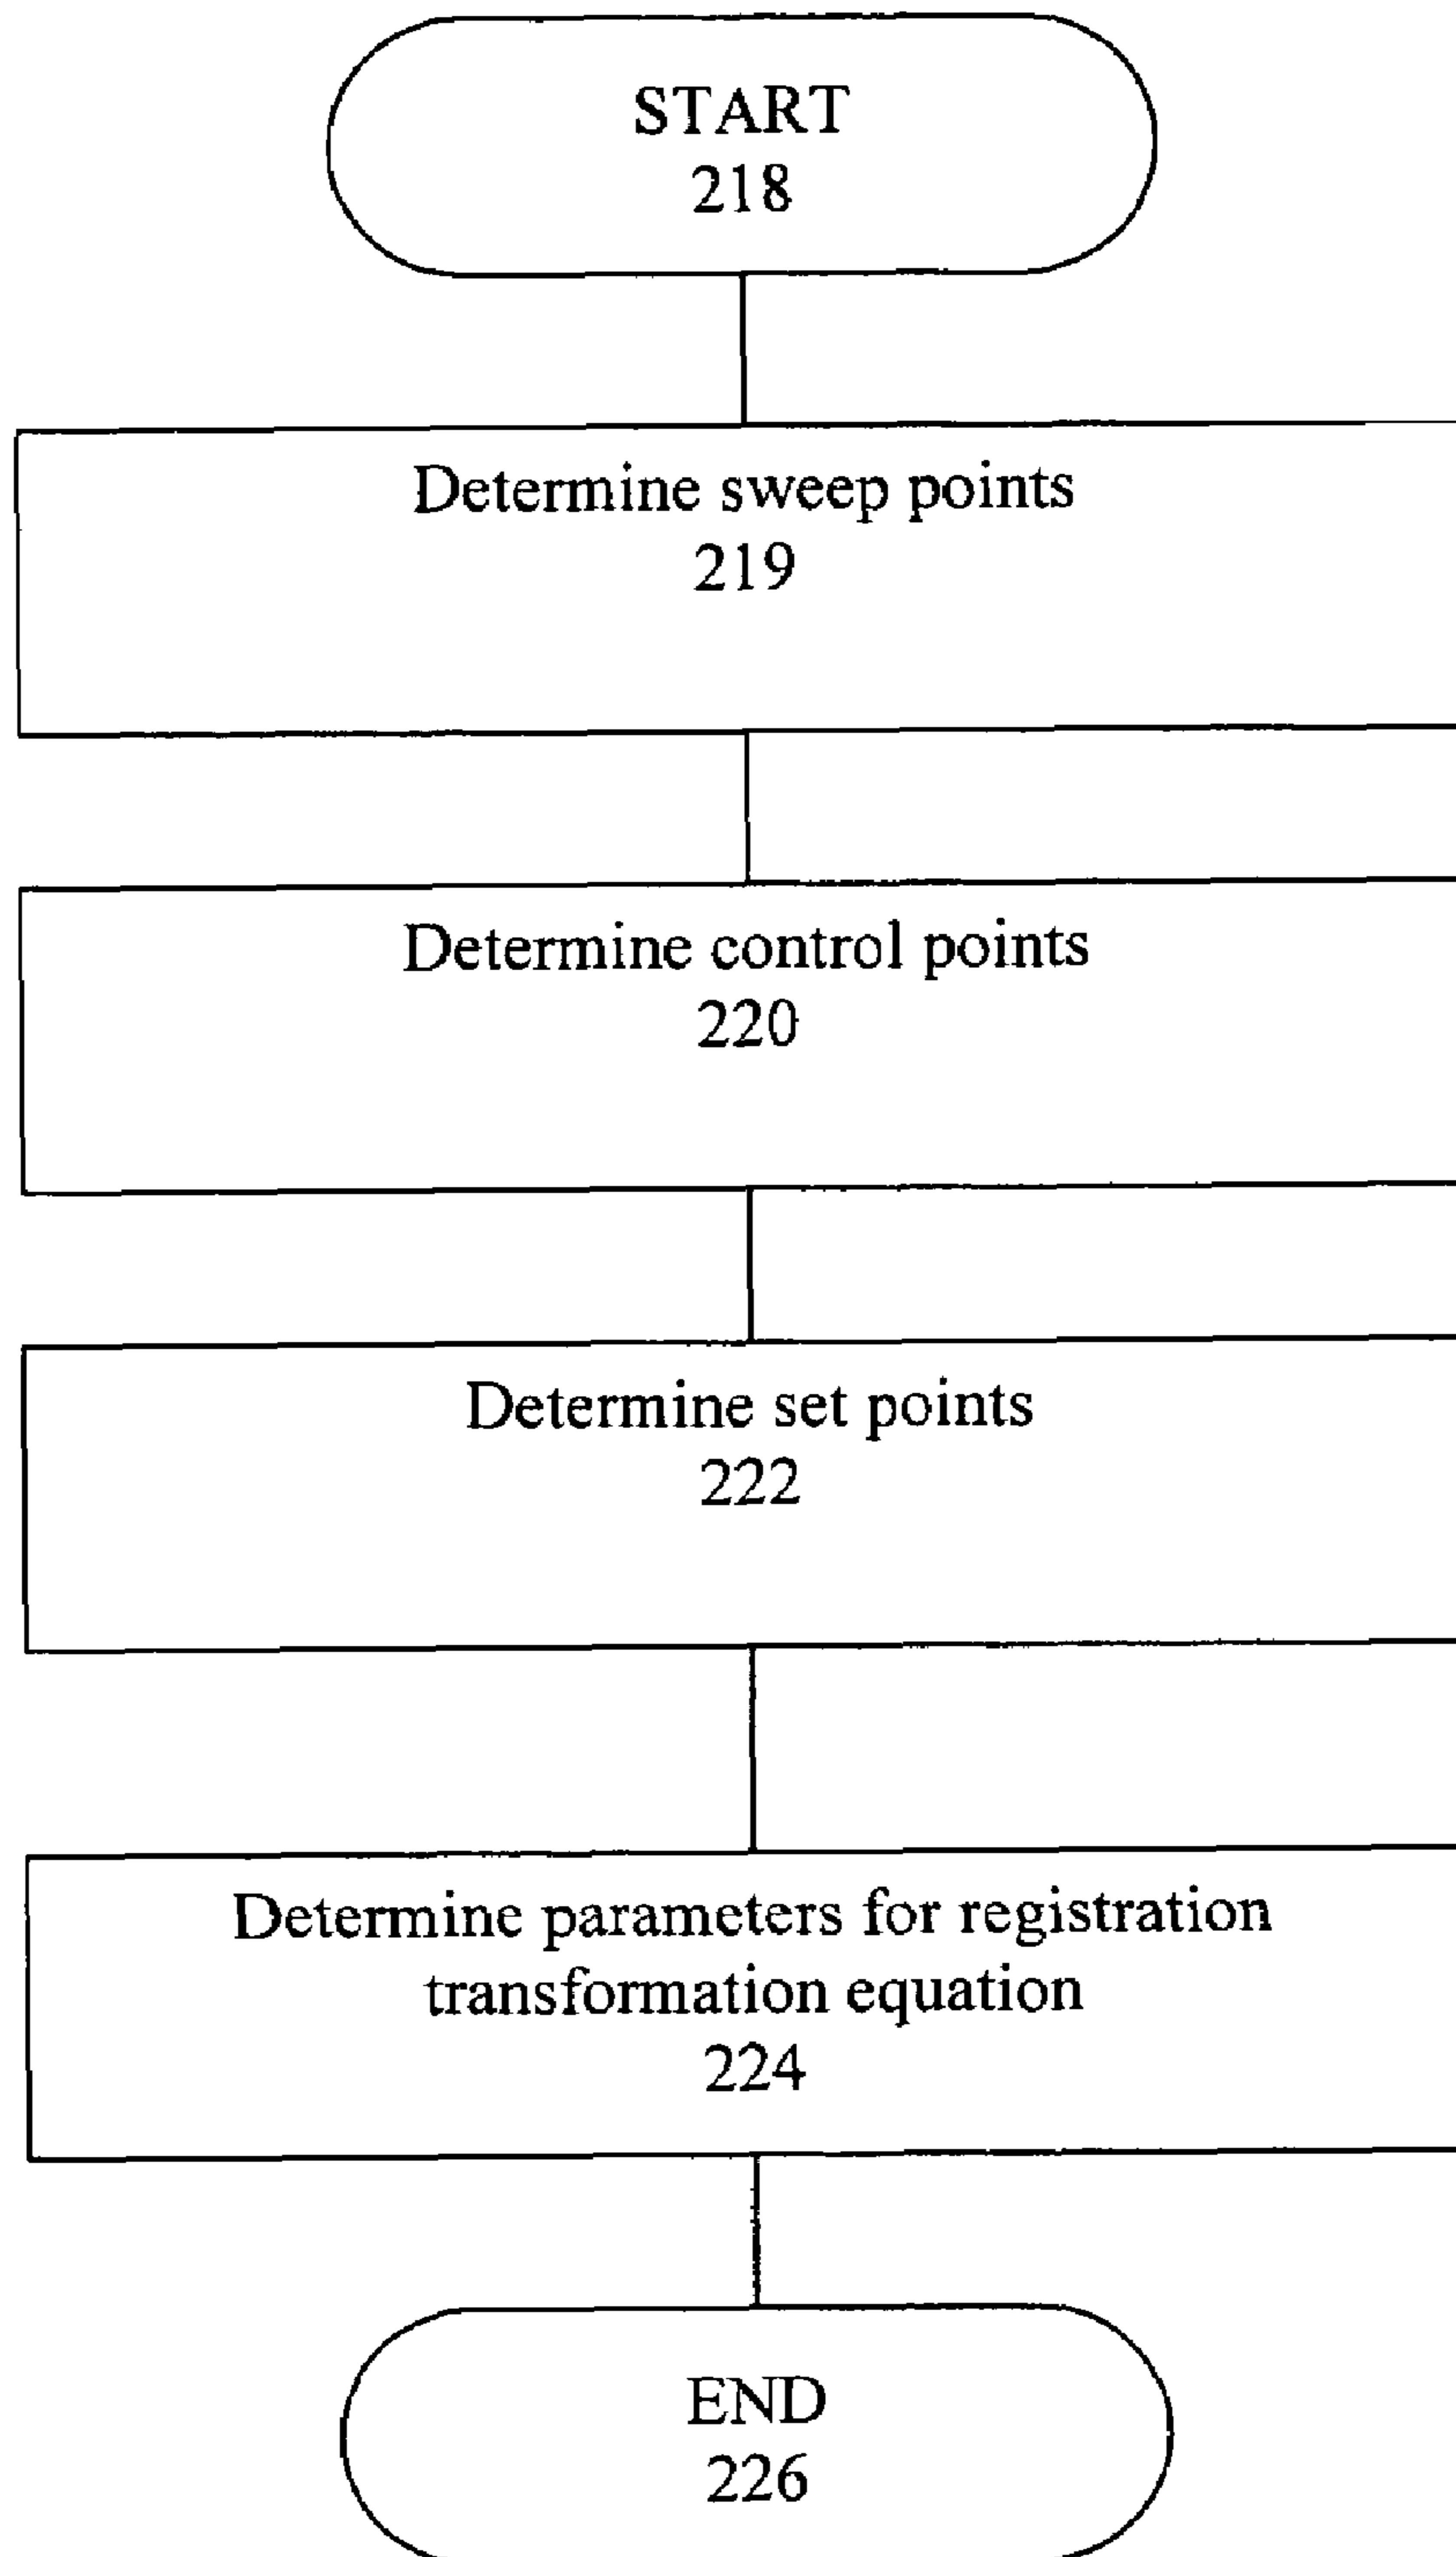 START
218
Determine sweep points
219
Determine control points
220
Determine set points
222
Determine parameters for registration
transformation equation
224
END
226